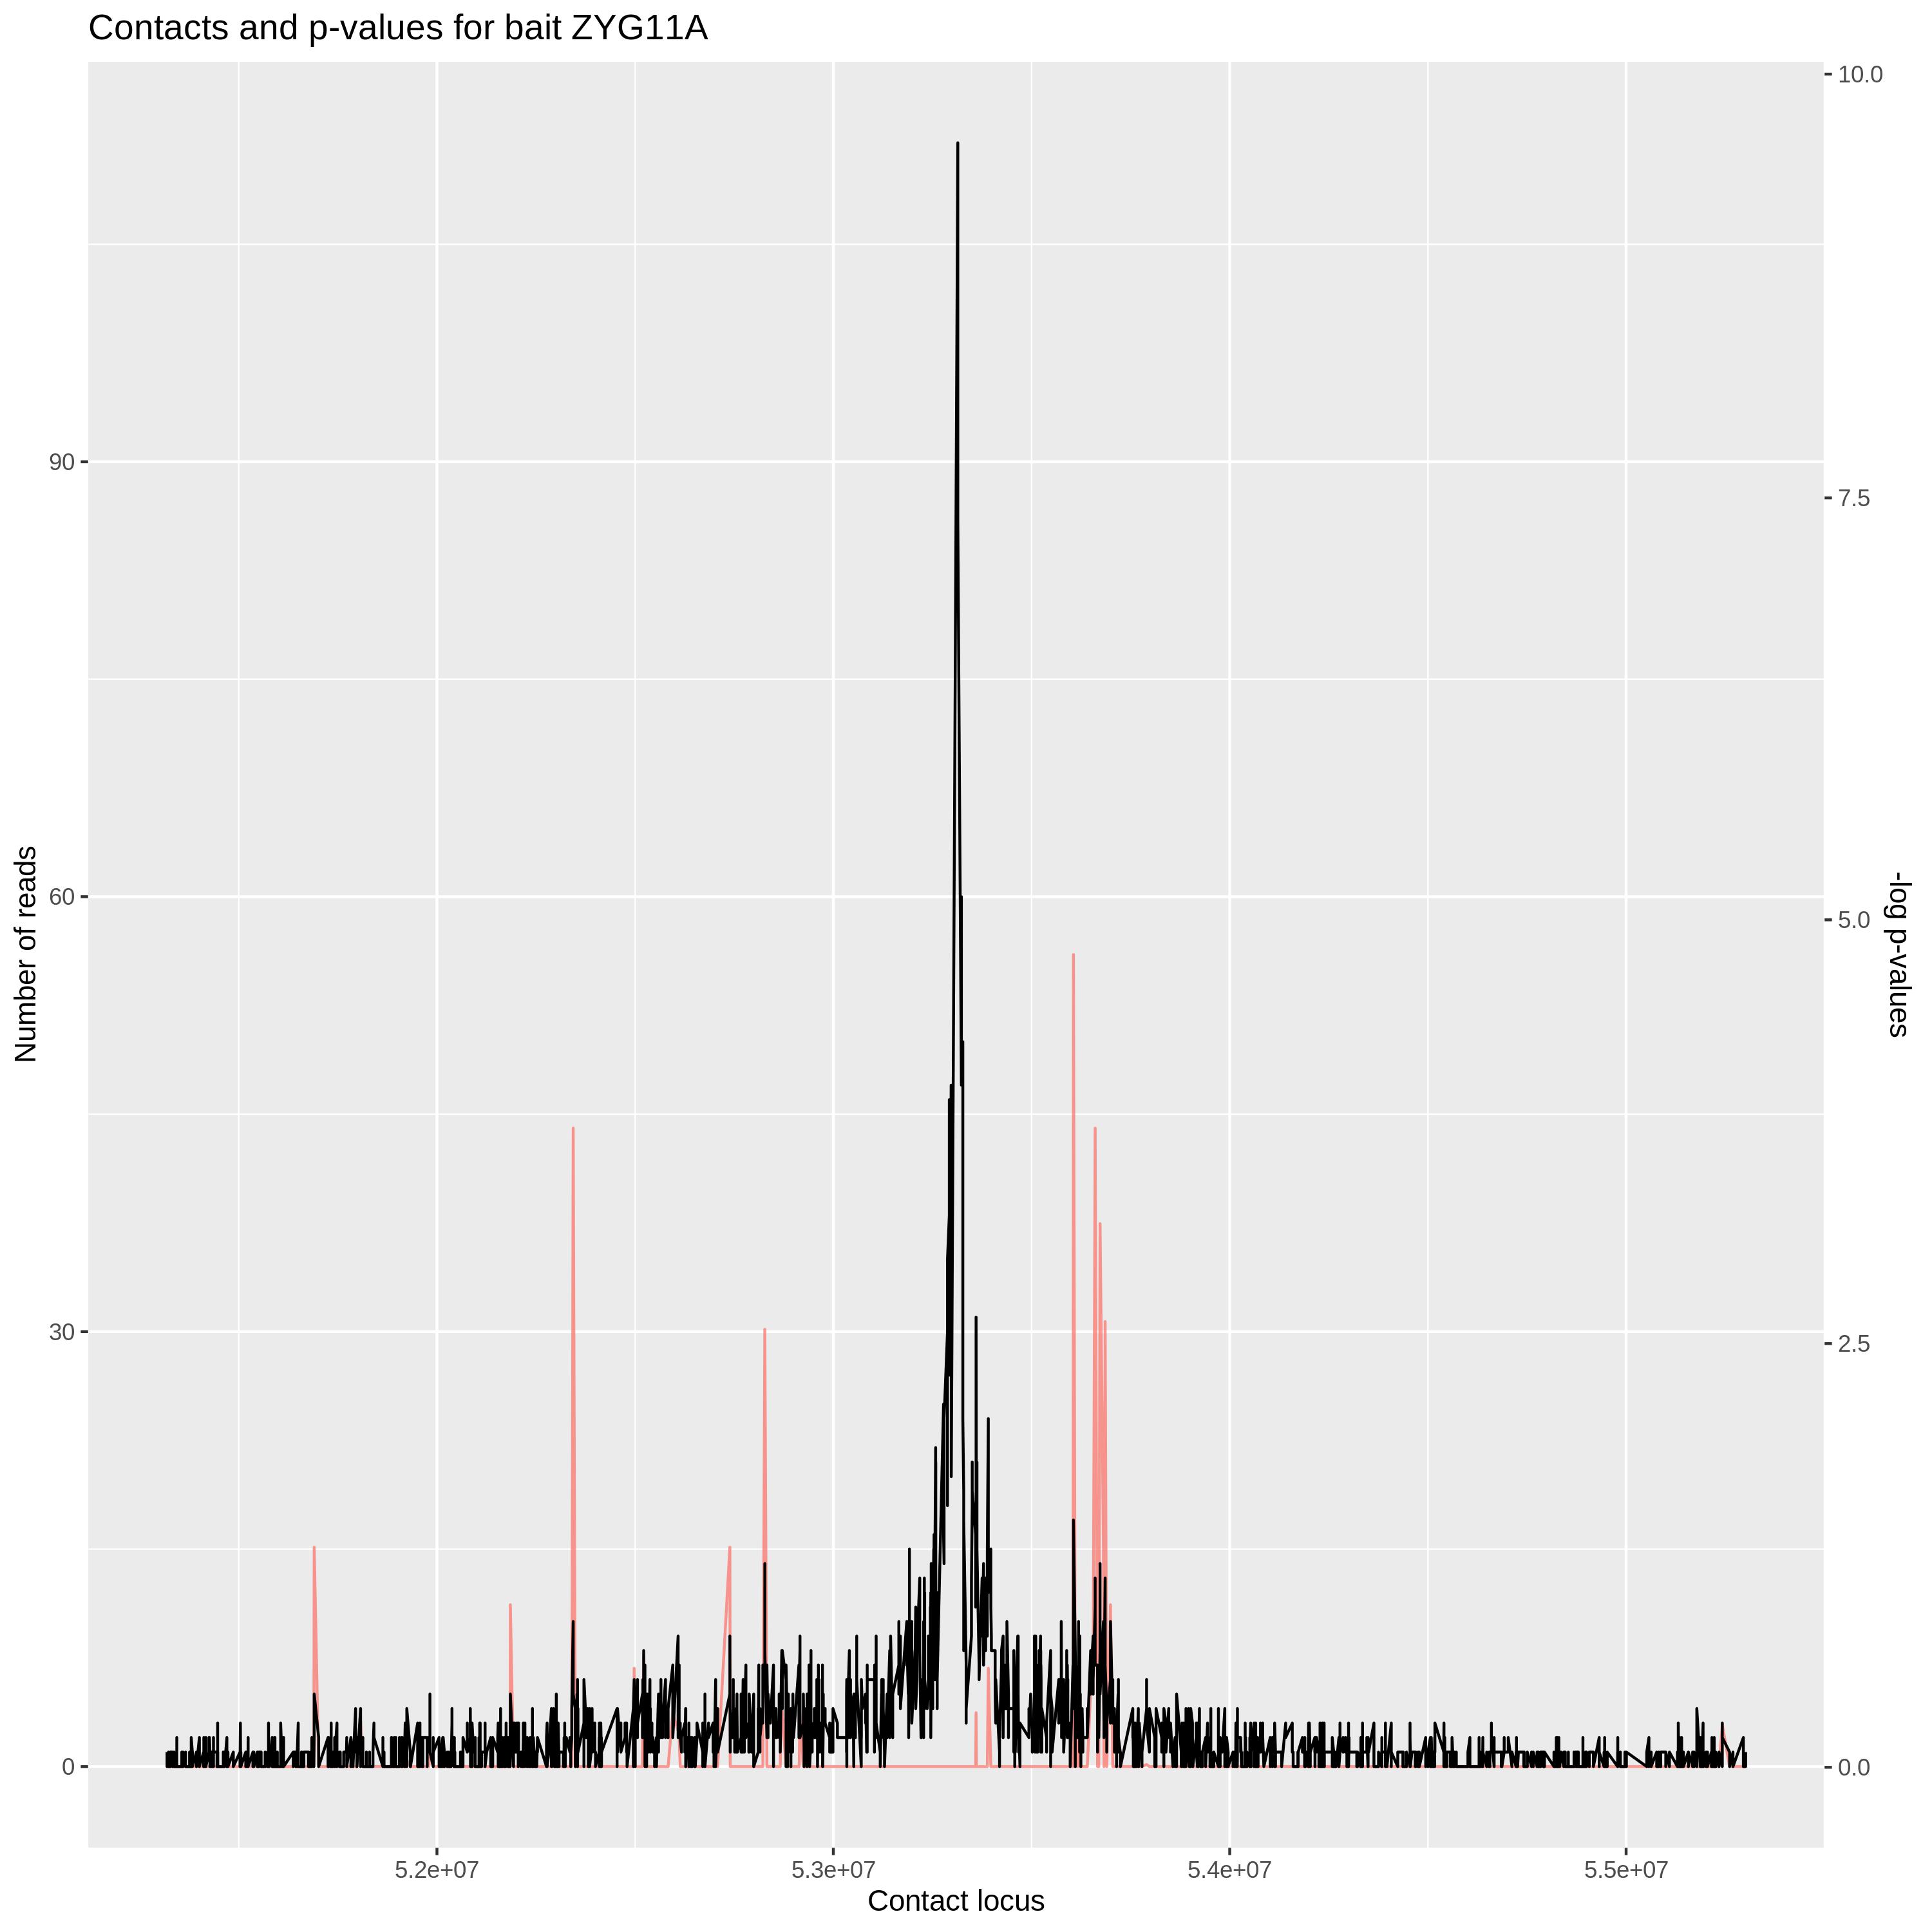 Contacts and p-values for bait ZYG11A
10.0
90
7.5
60
5.0
Number of reads
-log p-values
30
2.5
0
0.0
5.2e+07 5.3e+07 5.4e+07 5.5e+07
Contact locus